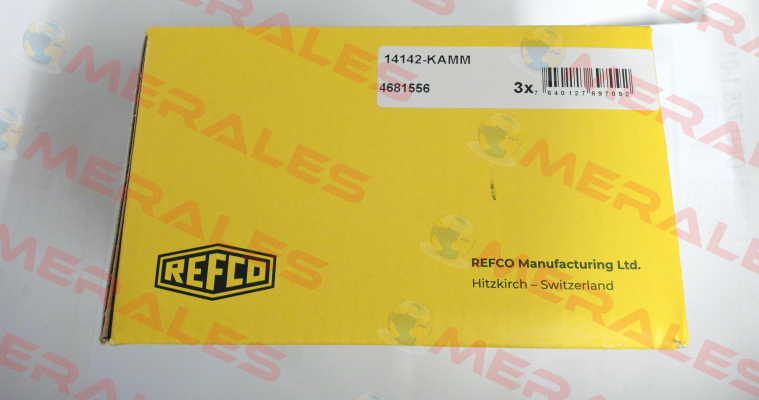 14142-KAMM
4681556
3x
7 640127 697092
REFCO
REFCO Manufacturing Ltd.
Hitzkirch – Switzerland
MERALES